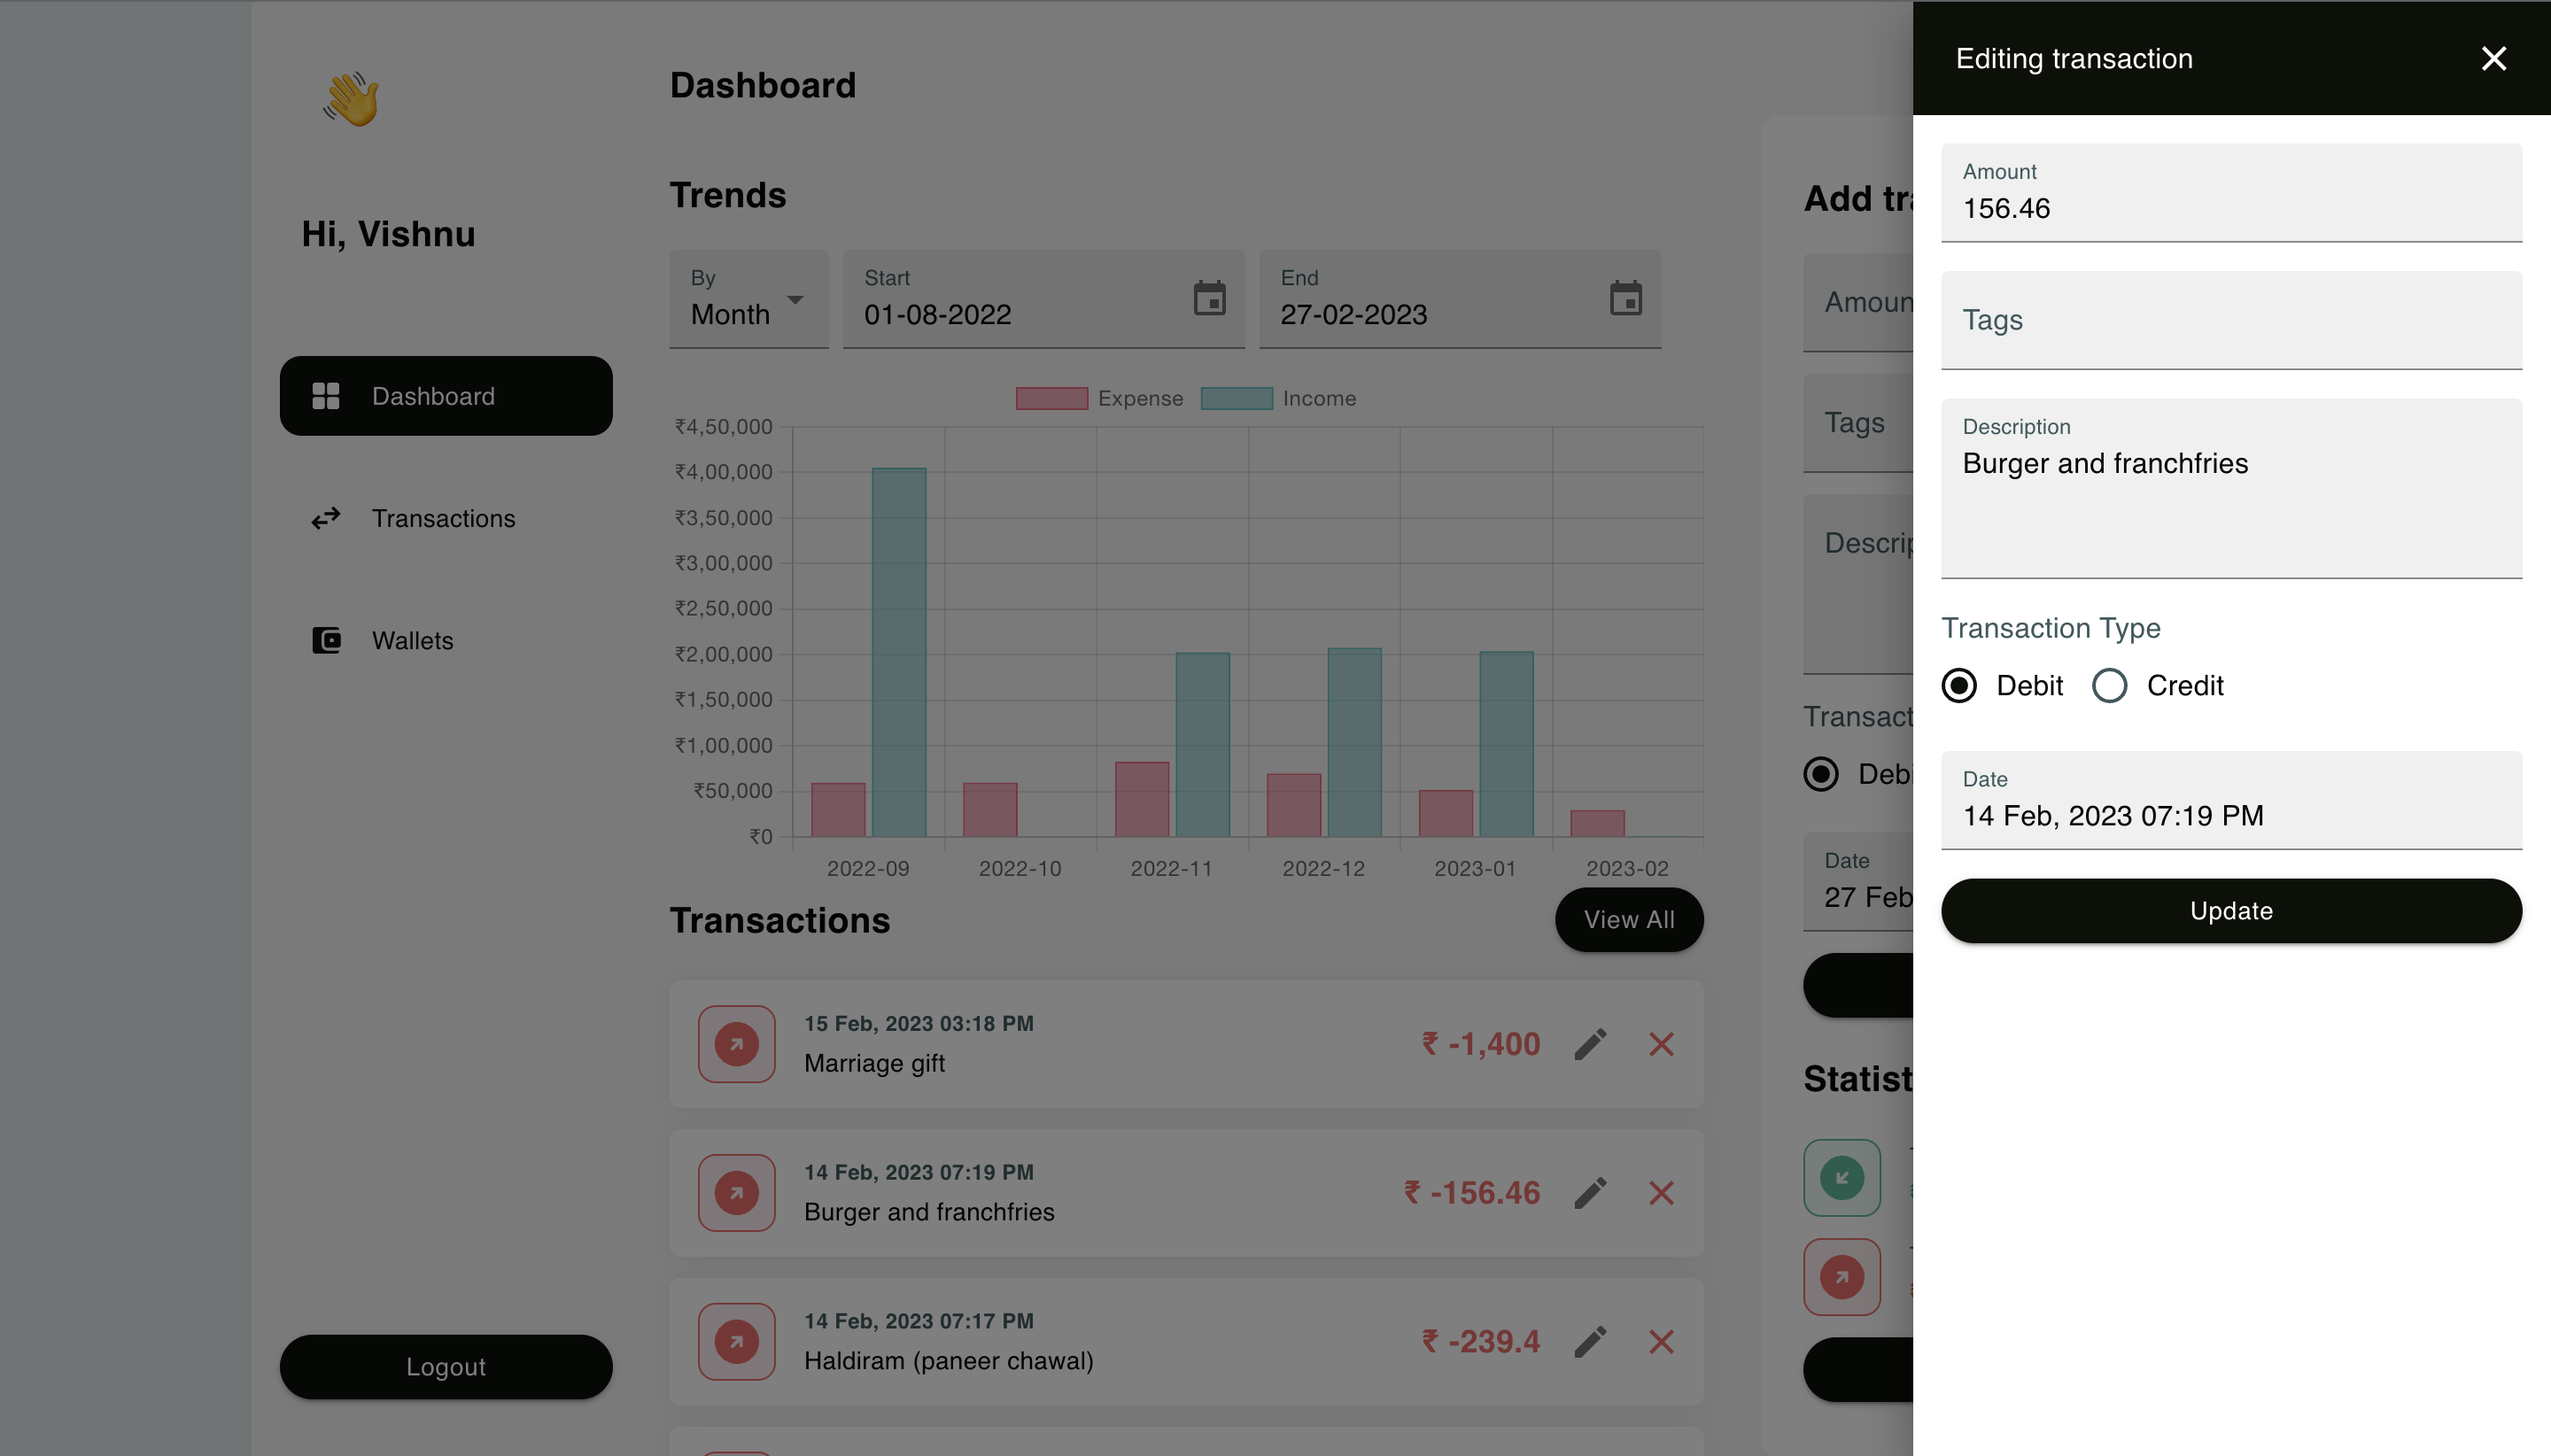 Hi, Vishnu
Dashboard
Transactions
Wallets
Logout
Dashboard
Trends
By
Month
Start
01-08-2022
End
27-02-2023
Expense
Income
₹4,50,000
₹4,00,000
₹3,50,000
₹3,00,000
₹2,50,000
₹2,00,000
₹1,50,000
₹1,00,000
₹50,000
₹0
2022-09
2022-10
2022-11
2022-12
2023-01
2023-02
Transactions
View All
15 Feb, 2023 03:18 PM
Marriage gift
₹ -1,400
14 Feb, 2023 07:19 PM
Burger and franchfries
₹ -156.46
14 Feb, 2023 07:17 PM
Haldiram (paneer chawal)
₹ -239.4
Add
Tags
Date
27 Feb
Editing transaction
Amount
156.46
Tags
Description
Burger and franchfries
Transaction Type
Debit
Credit
Date
14 Feb, 2023 07:19 PM
Update